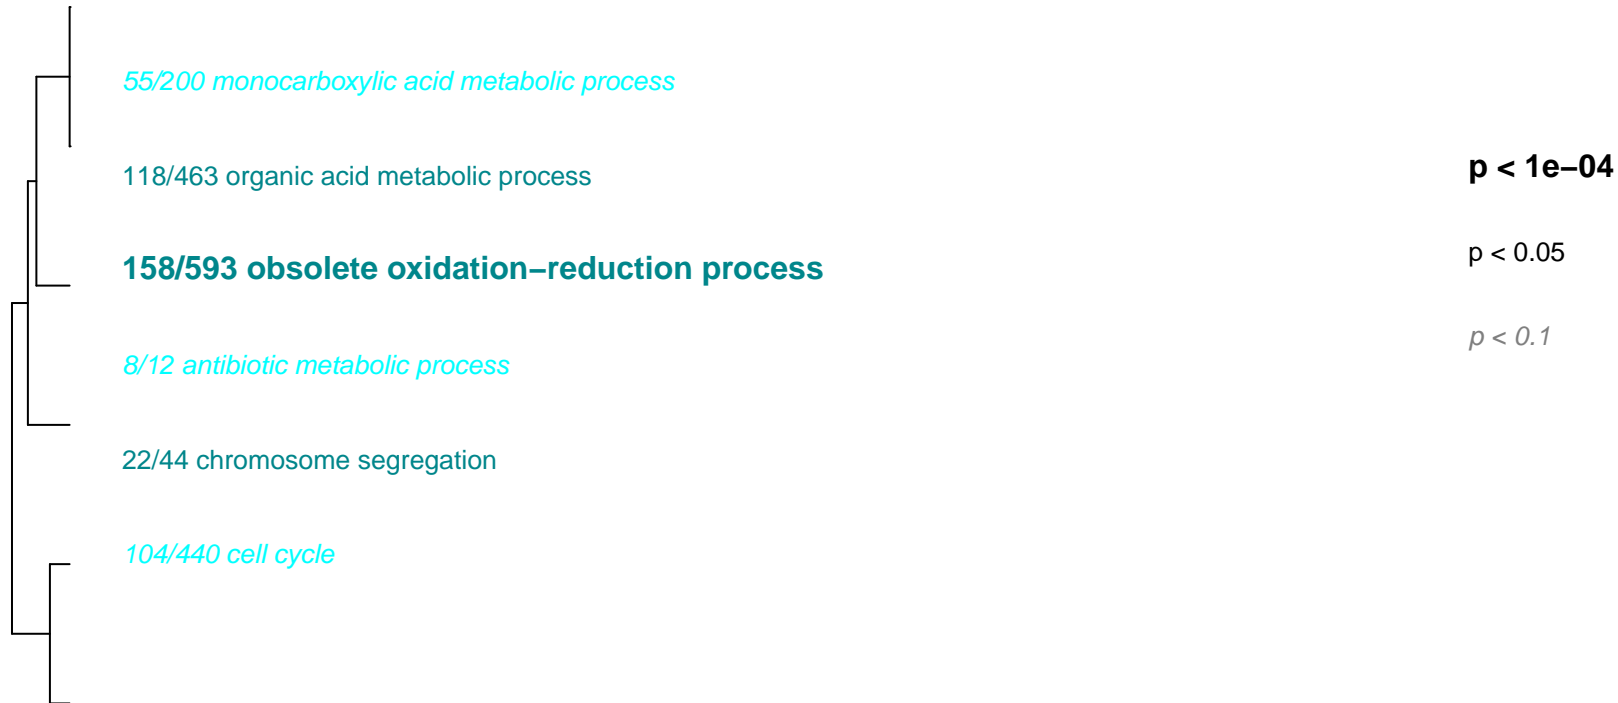 55/200 monocarboxylic acid metabolic process
118/463 organic acid metabolic process
158/593 obsolete oxidation−reduction process
8/12 antibiotic metabolic process
22/44 chromosome segregation
104/440 cell cycle
p < 1e−04
p < 0.05
p < 0.1